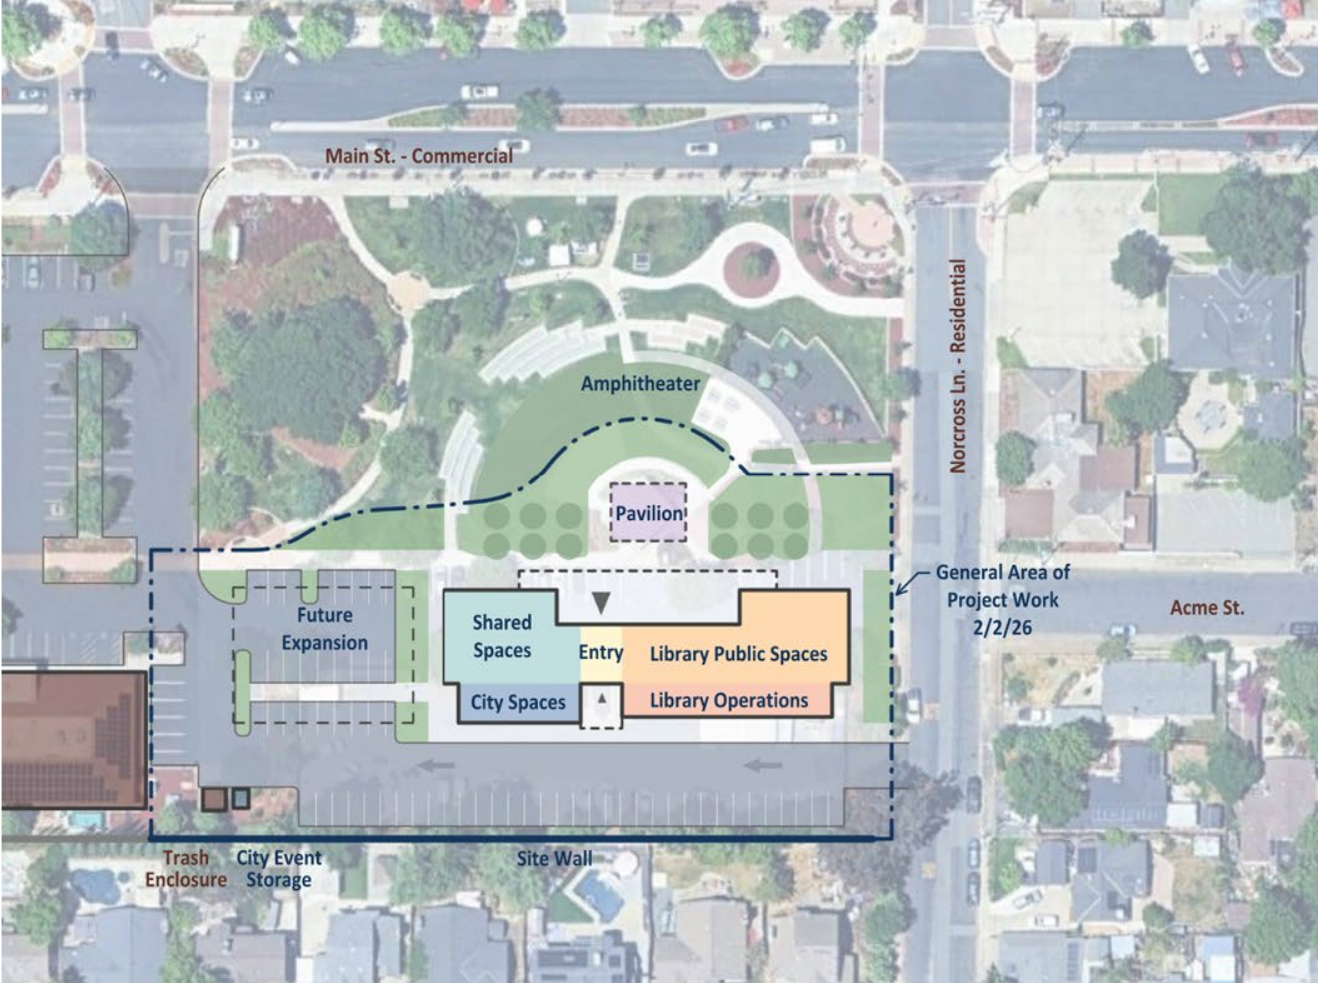 Main St. - Commercial
Norcross Ln. - Residential
Amphitheater
Pavilion
General Area of
Project Work
2/2/26
Acme St.
Future
Expansion
Shared
Spaces
Entry
Library Public Spaces
City Spaces
Library Operations
Trash
Enclosure
City Event
Storage
Site Wall